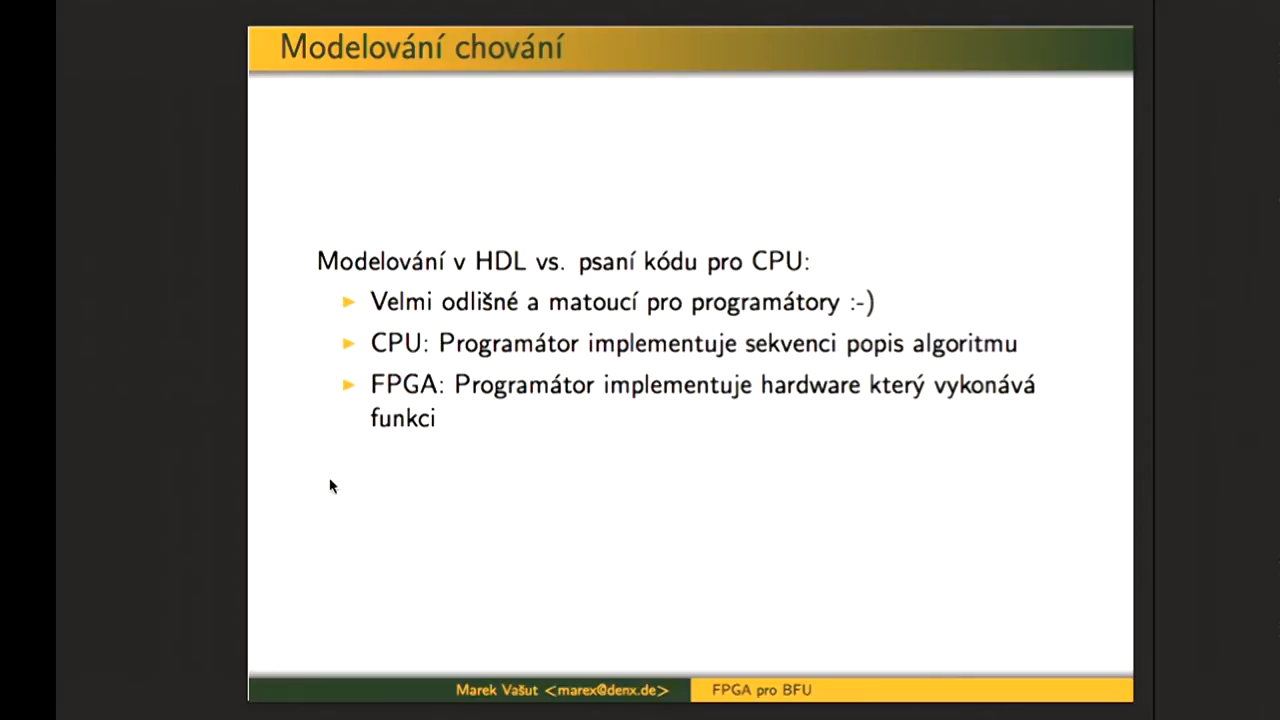 Modelování chování
Modelování v HDL vs. psaní kódu pro CPU:
Velmi odlišné a matoucí pro programátory :-)
CPU: Programátor implementuje sekvenci popis algoritmu
FPGA: Programátor implementuje hardware který vykonává
funkci
Marek Vašut <marex@denx.de>
FPGA pro BFU